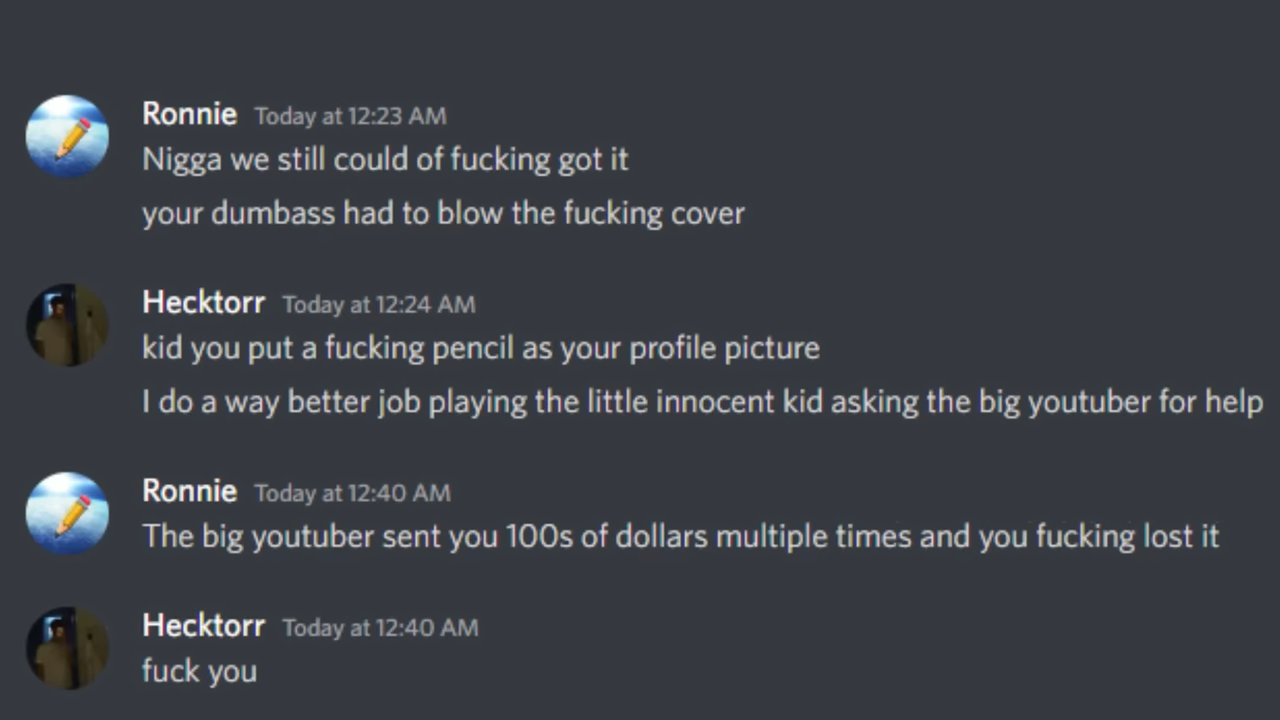 Ronnie Today at 12:23 AM
Nigga we still could of fucking got it
your dumbass had to blow the fucking cover
Hecktorr Today at 12:24 AM
kid you put a fucking pencil as your profile picture
I do a way better job playing the little innocent kid asking the big youtuber for help
Ronnie Today at 12:40 AM
The big youtuber sent you 100s of dollars multiple times and you fucking lost it
Hecktorr Today at 12:40 AM
fuck you